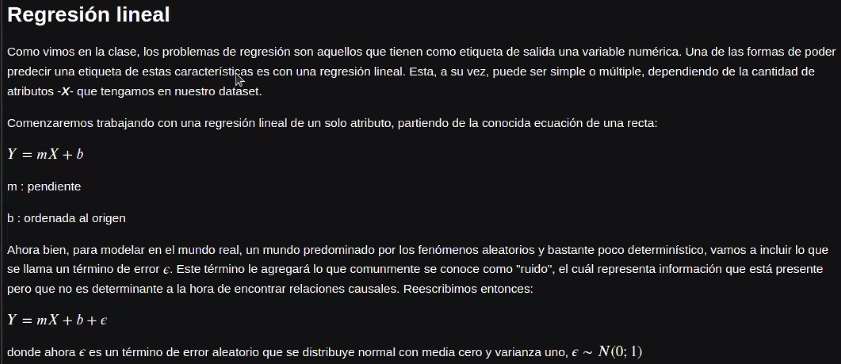 Regresión lineal
Como vimos en la clase, los problemas de regresión son aquellos que tienen como etiqueta de salida una variable numérica. Una de las formas de poder
predecir una etiqueta de estas características es con una regresión lineal. Esta, a su vez, puede ser simple o múltiple, dependiendo de la cantidad de
atributos -X- que tengamos en nuestro dataset.
Comenzaremos trabajando con una regresión lineal de un solo atributo, partiendo de la conocida ecuación de una recta:
Y = mX + b
m : pendiente
b : ordenada al origen
Ahora bien, para modelar en el mundo real, un mundo predominado por los fenómenos aleatorios y bastante poco determinístico, vamos a incluir lo que
se llama un término de error ϵ. Este término le agregará lo que comunmente se conoce como "ruido", el cuál representa información que está presente
pero que no es determinante a la hora de encontrar relaciones causales. Reescribimos entonces:
Y = mX + b + ϵ
donde ahora ϵ es un término de error aleatorio que se distribuye normal con media cero y varianza uno, ϵ ∼ N(0; 1)